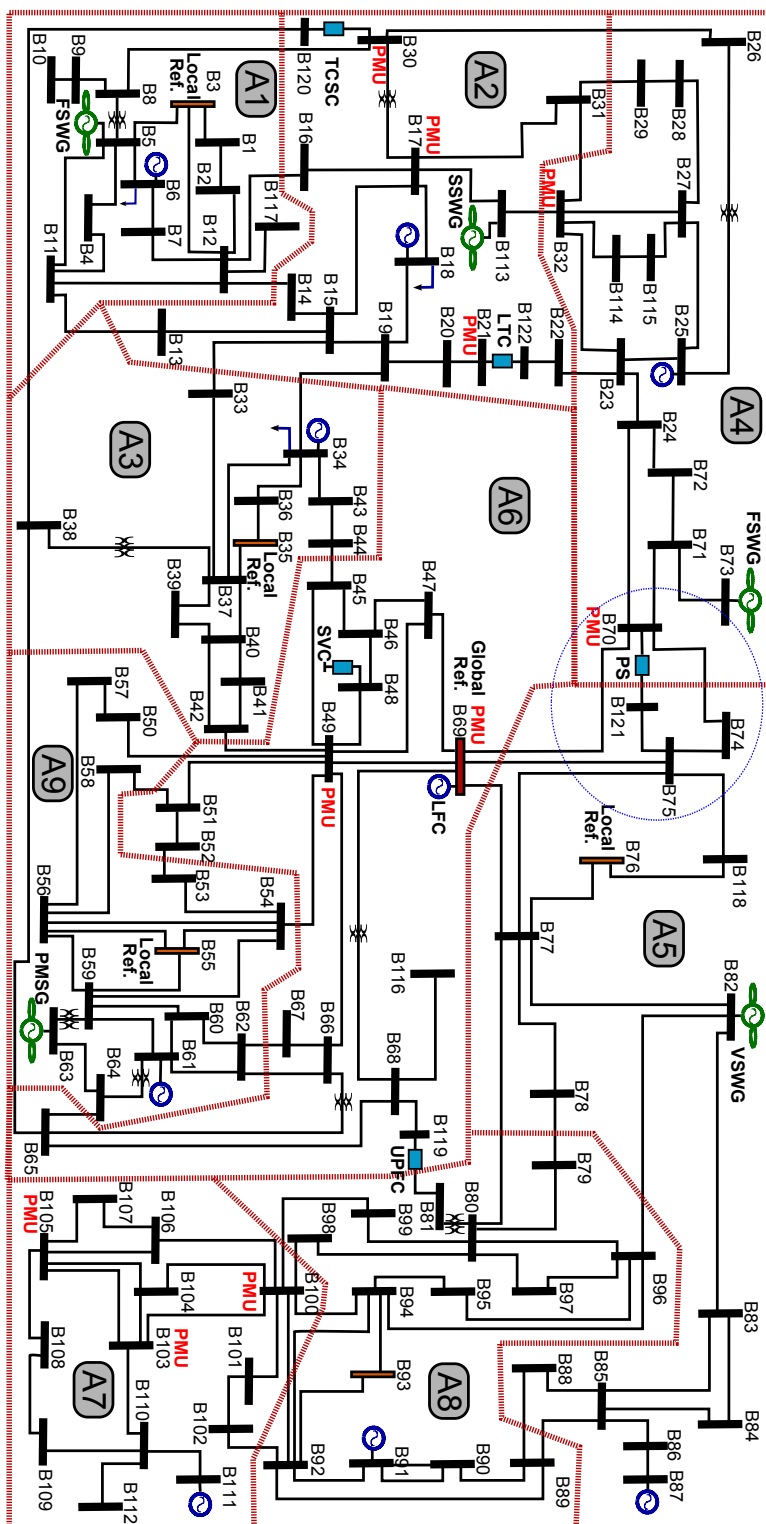 B10
B9
B8
FSWG
B5
B6
B7
B4
B11
Local
Ref.
B3
A1
B1
B2
B12
B117
B120
TCSC
B16
B30
PMU
A2
B17
PMU
B26
B31
B29
B28
B27
B32
PMU
SSWG
B113
B18
B114
B115
B25
B14
B15
B13
B19
B20
B21
PMU
LTC
B122
B22
B23
A4
B24
B72
B71
B73
FSWG
B33
A3
B34
B36
B35
Local
Ref.
B43
B44
A6
B38
B37
B39
B40
B41
B42
B45
B46
B47
B48
SVC
B49
PMU
Global
Ref.
B69
PMU
LFC
B70
PMU
PS
B121
B74
B75
B118
B76
Local
Ref.
B77
A5
B82
VSWG
B57
B50
B58
A9
B51
B52
B53
B54
B56
B55
Local
Ref.
B59
PMSG
B63
B60
B61
B64
B62
B67
B66
B65
B116
B68
B119
UPFC
B81
B80
B78
B79
B105
PMU
B107
B106
B104
B103
PMU
B108
A7
B109
B110
B112
B111
B100
PMU
B98
B99
B101
B102
B97
B96
B95
B94
B93
A8
B92
B91
B90
B89
B88
B85
B83
B84
B86
B87